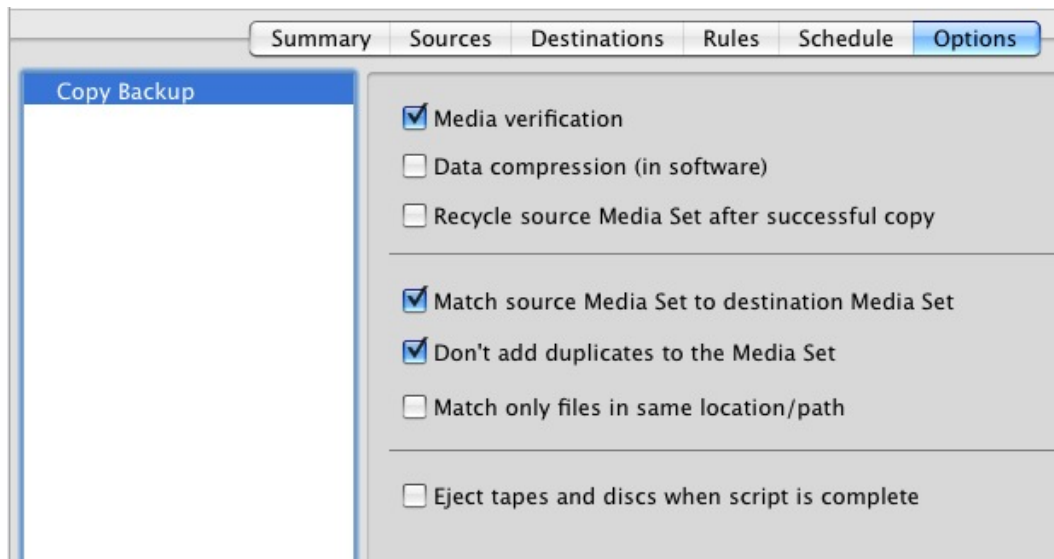 Summary Sources Destinations Rules Schedule Options
Copy Backup
Media verification
Data compression (in software)
Recycle source Media Set after successful copy
Match source Media Set to destination Media Set
Don't add duplicates to the Media Set
Match only files in same location/path
Eject tapes and discs when script is complete